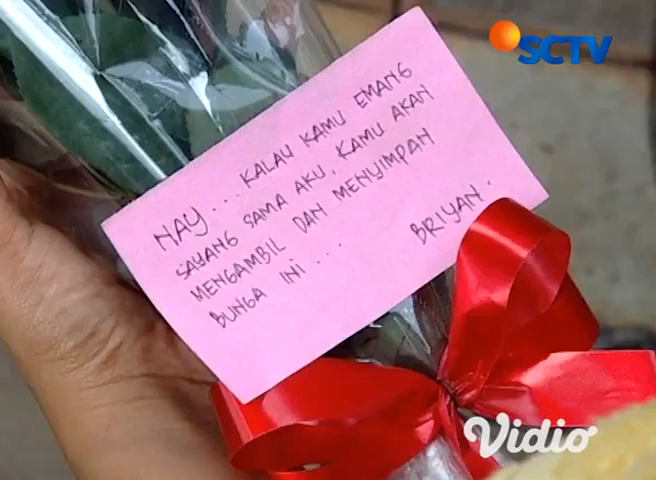 SCTV
NAY... KALAU KAMU EMANG
SAYANG SAMA AKU, KAMU AKAN
MENGAMBIL DAN MENYIMPAN
BUNGA INI...
BRIYAN.
Vidio